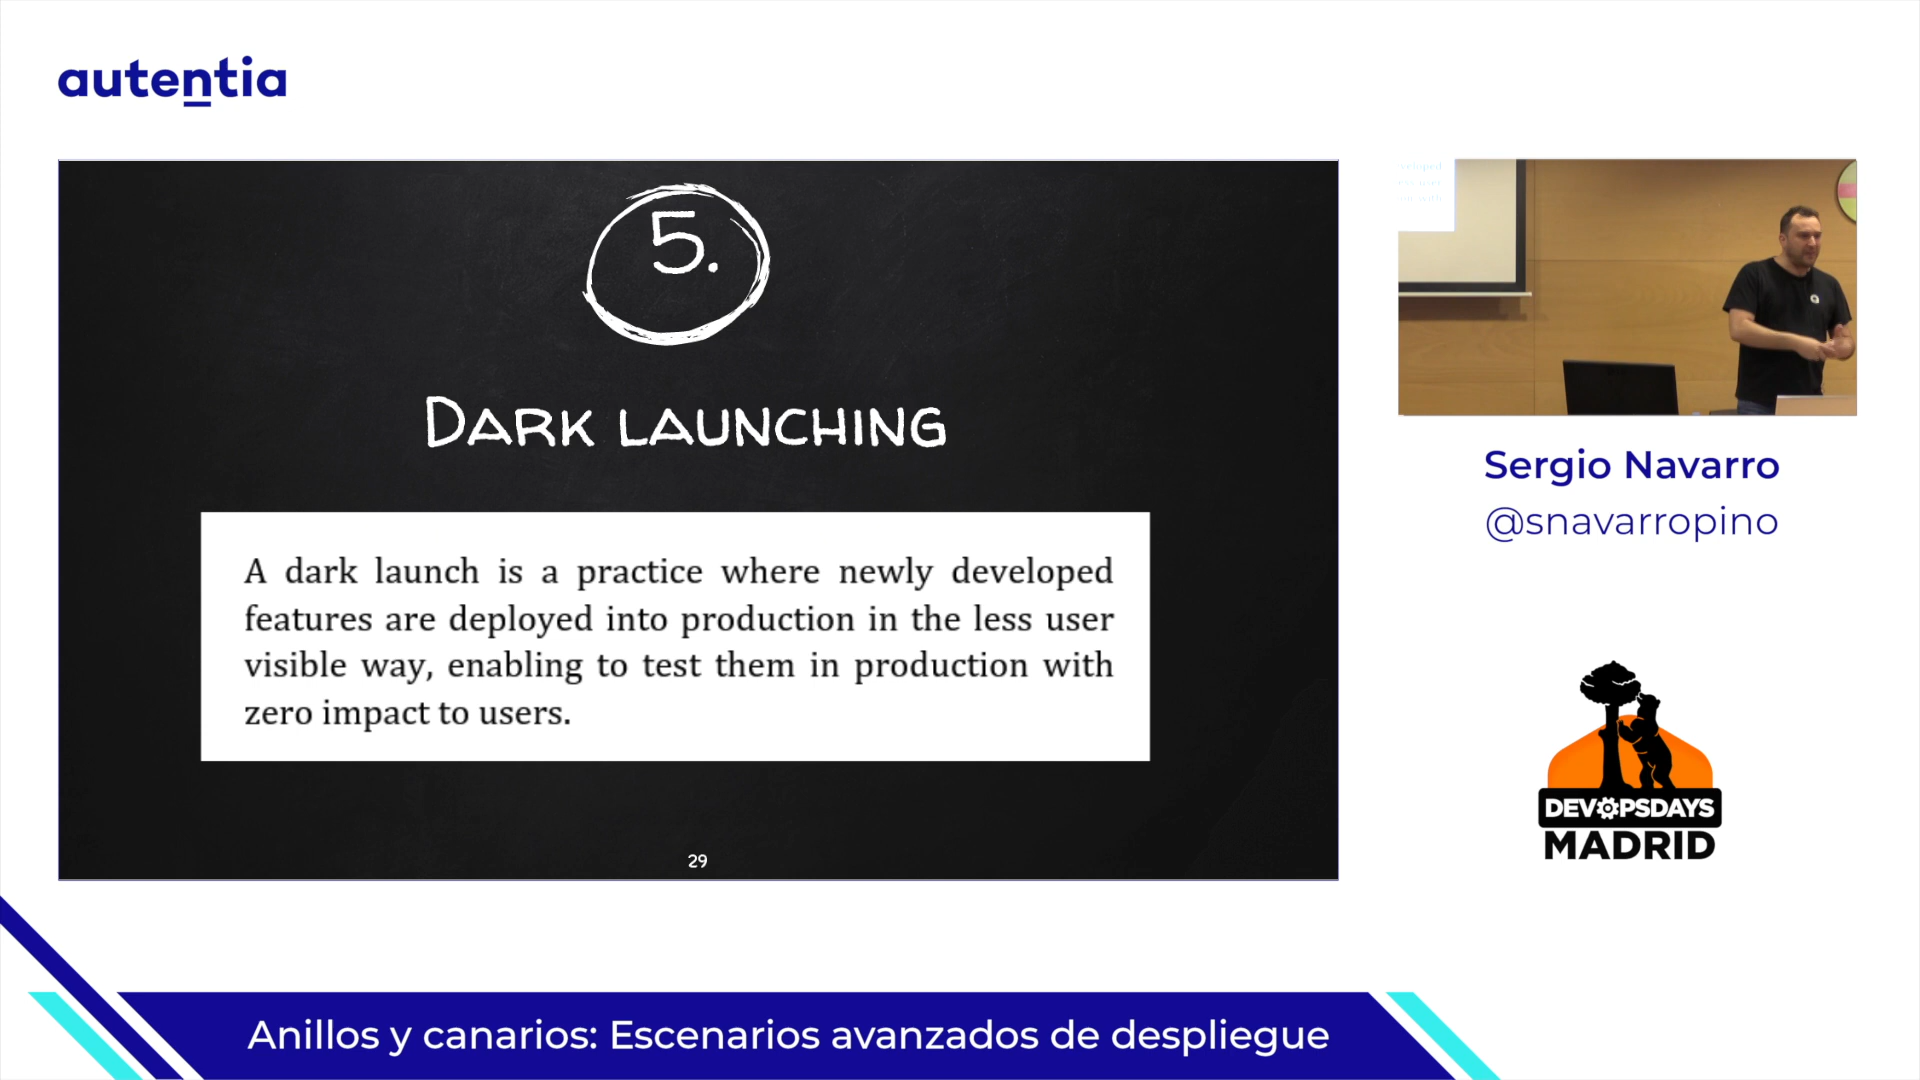 autentia
5.
DARK LAUNCHING
A dark launch is a practice where newly developed
features are deployed into production in the less user
visible way, enabling to test them in production with
zero impact to users.
29
Sergio Navarro
@snavarropino
DEVOPSDAYS
MADRID
Anillos y canarios: Escenarios avanzados de despliegue